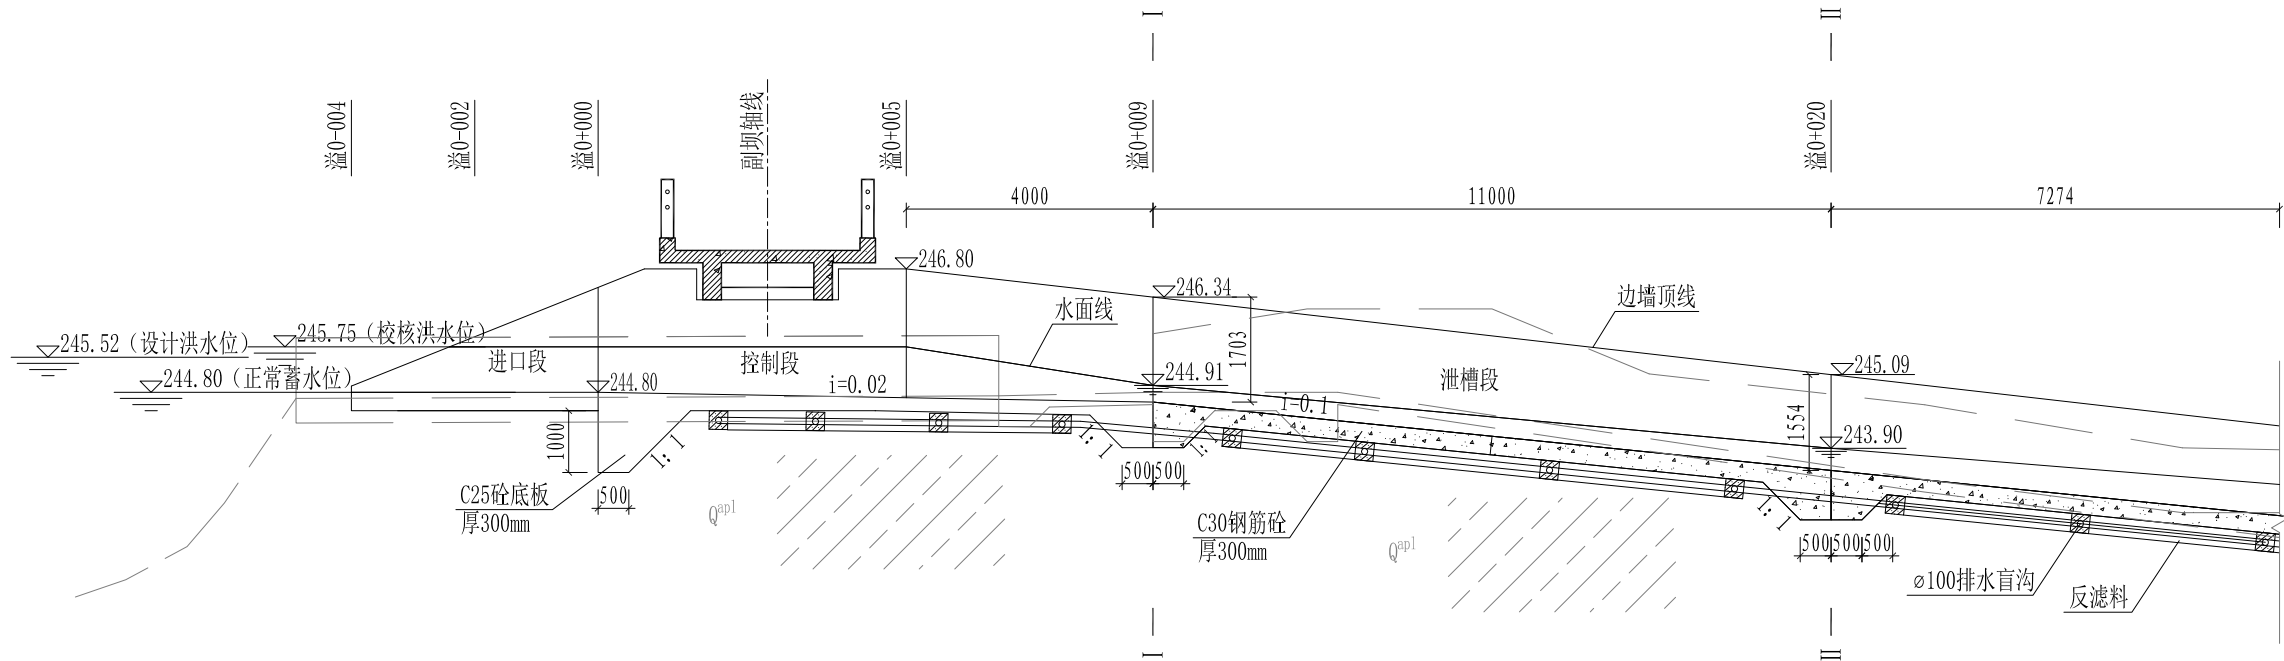 I
II
溢0-004
溢0-002
溢0+000
副坝轴线
溢0+005
溢0+009
溢0+020
4000
11000
7274
246.80
246.34
水面线
边墙顶线
245.52（设计洪水位）
245.75（校核洪水位）
进口段
控制段
1703
244.91
泄槽段
245.09
244.80（正常蓄水位）
244.80
i=0.02
i=0.1
1554
243.90
1000
1:1
1:1
1:1
500
500
500
C25砼底板
厚300mm
500
Qapl
C30钢筋砼
厚300mm
Qapl
1:1
500
500
500
ø100排水盲沟
反滤料
I
II